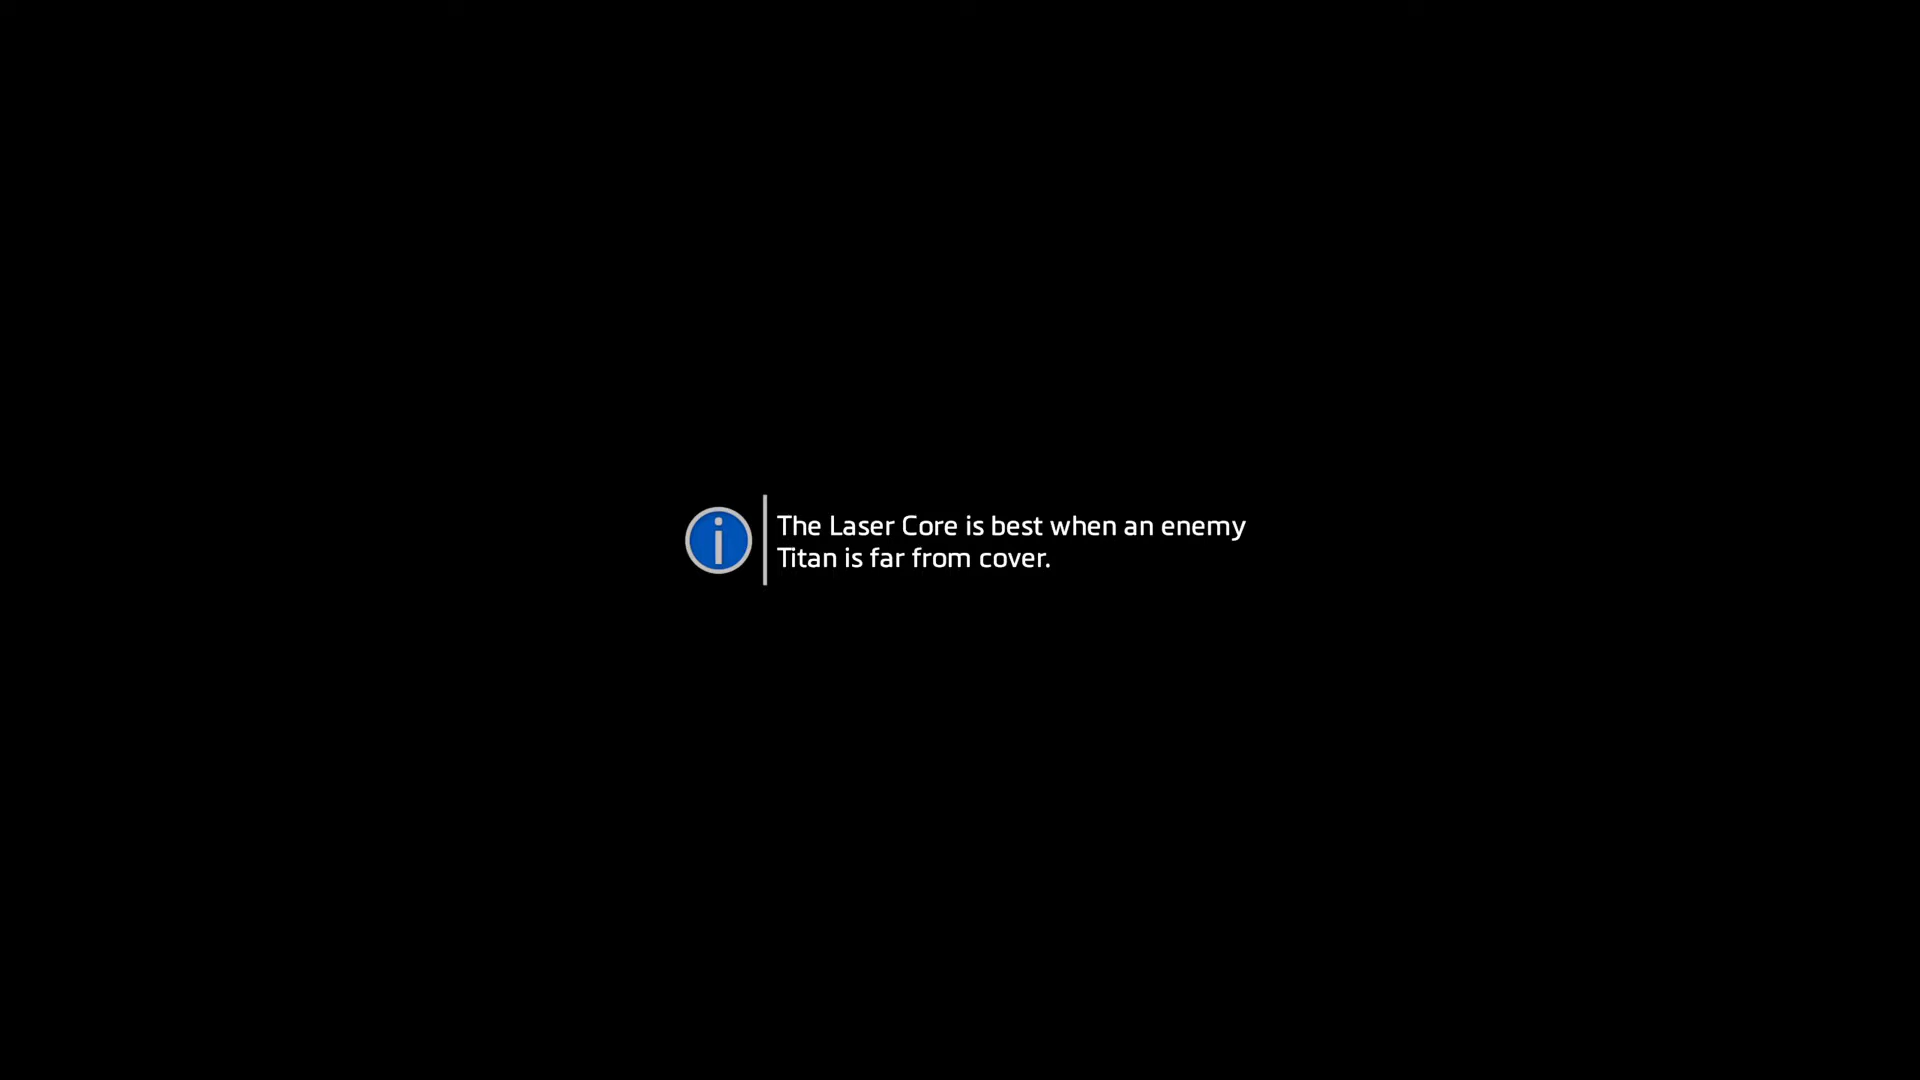 The Laser Core is best when an enemy
Titan is far from cover.